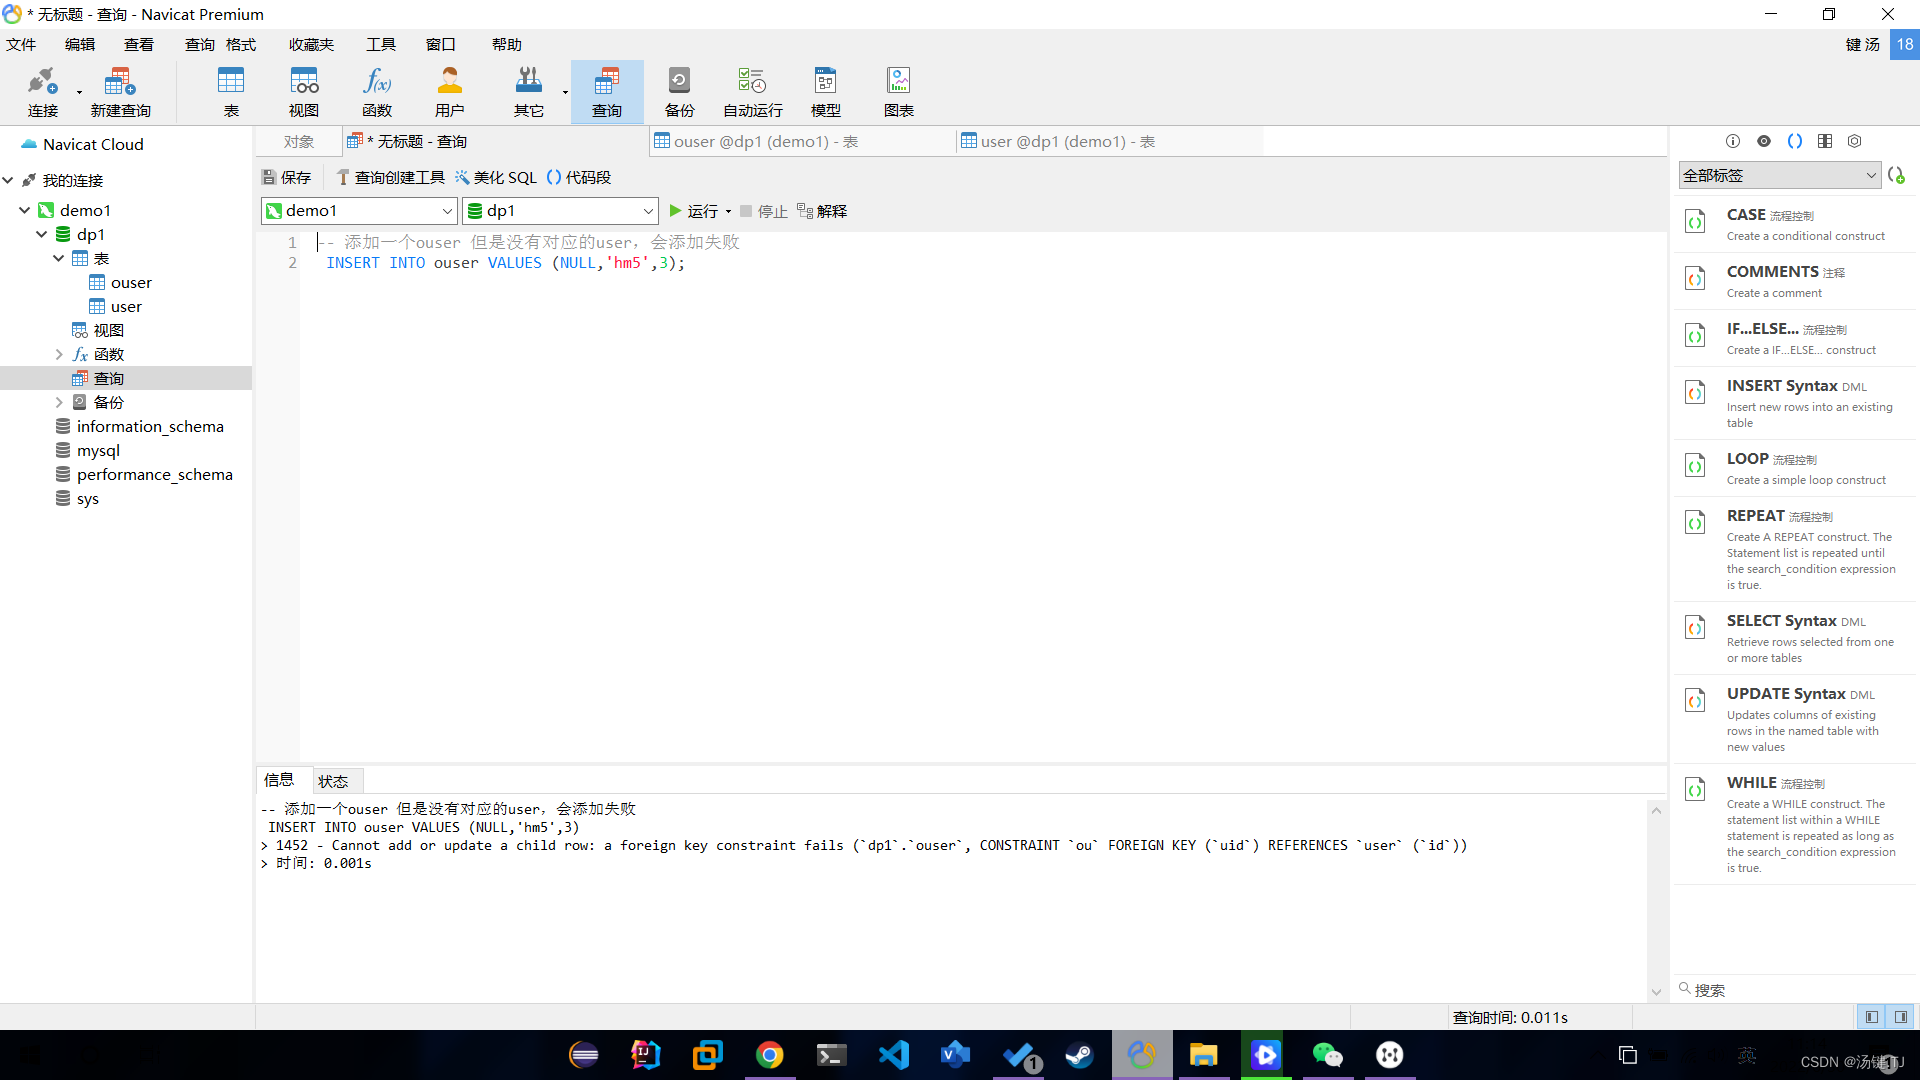 * 无标题 - 查询 - Navicat Premium
文件 编辑 查看 查询 格式 收藏夹 工具 窗口 帮助 键 汤 18
连接 新建查询 表 视图 函数 用户 其它 查询 备份 自动运行 模型 图表
Navicat Cloud
我的连接
demo1
dp1
表
ouser
user
视图
函数
查询
备份
information_schema
mysql
performance_schema
sys
对象 * 无标题 - 查询 ouser @dp1 (demo1) - 表 user @dp1 (demo1) - 表
保存 查询创建工具 美化 SQL () 代码段
demo1 dp1 运行 停止 解释
1 -- 添加一个ouser 但是没有对应的user，会添加失败
2 INSERT INTO ouser VALUES (NULL,'hm5',3);
信息 状态
-- 添加一个ouser 但是没有对应的user，会添加失败
INSERT INTO ouser VALUES (NULL,'hm5',3)
> 1452 - Cannot add or update a child row: a foreign key constraint fails (`dp1`.`ouser`, CONSTRAINT `ou` FOREIGN KEY (`uid`) REFERENCES `user` (`id`))
> 时间: 0.001s
全部标签
CASE 流程控制
Create a conditional construct
COMMENTS 注释
Create a comment
IF...ELSE... 流程控制
Create a IF...ELSE... construct
INSERT Syntax DML
Insert new rows into an existing
table
LOOP 流程控制
Create a simple loop construct
REPEAT 流程控制
Create A REPEAT construct. The
Statement list is repeated until
the search_condition expression
is true.
SELECT Syntax DML
Retrieve rows selected from one
or more tables
UPDATE Syntax DML
Updates columns of existing
rows in the named table with
new values
WHILE 流程控制
Create a WHILE construct. The
statement list within a WHILE
statement is repeated as long as
the search_condition expression
is true.
搜索
查询时间: 0.011s
1
英
CSDN @汤键.TJ